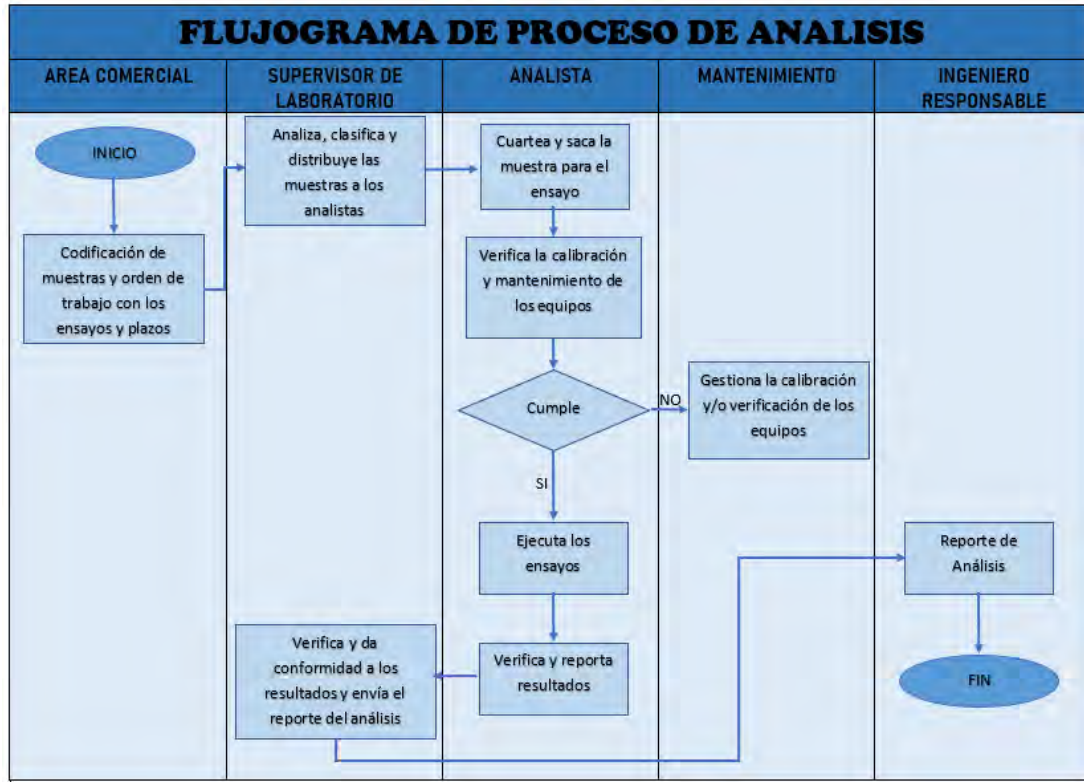 FLUJOGRAMA DE PROCESO DE ANALISIS
AREA COMERCIAL
SUPERVISOR DE
LABORATORIO
ANALISTA
MANTENIMIENTO
INGENIERO
RESPONSABLE
INICIO
Codificación de
muestras y orden de
trabajo con los
ensayos y plazos
Analiza, clasifica y
distribuye las
muestras a los
analistas
Cuartea y saca la
muestra para el
ensayo
Verifica la calibración
y mantenimiento de
los equipos
Cumple
NO
Gestiona la calibración
y/o verificación de los
equipos
SI
Ejecuta los
ensayos
Verifica y reporta
resultados
Verifica y da
conformidad a los
resultados y envía el
reporte del análisis
Reporte de
Análisis
FIN